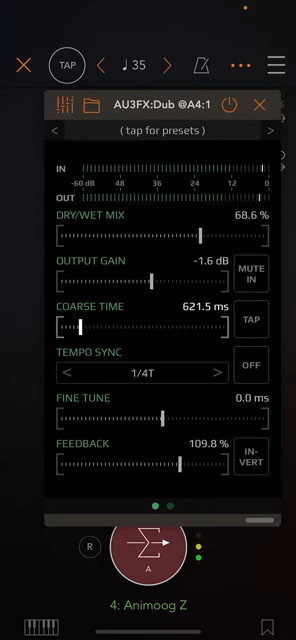 TAP
< ♩ 35 >
AU3FX:Dub @A4:1
< ( tap for presets ) >
IN
-60 dB 48 36 24 12 0
OUT
DRY/WET MIX 68.6 %
OUTPUT GAIN -1.6 dB
MUTE
IN
COARSE TIME 621.5 ms
TAP
TEMPO SYNC
< 1/4T >
OFF
FINE TUNE 0.0 ms
FEEDBACK 109.8 %
IN-
VERT
R
A
4: Animoog Z